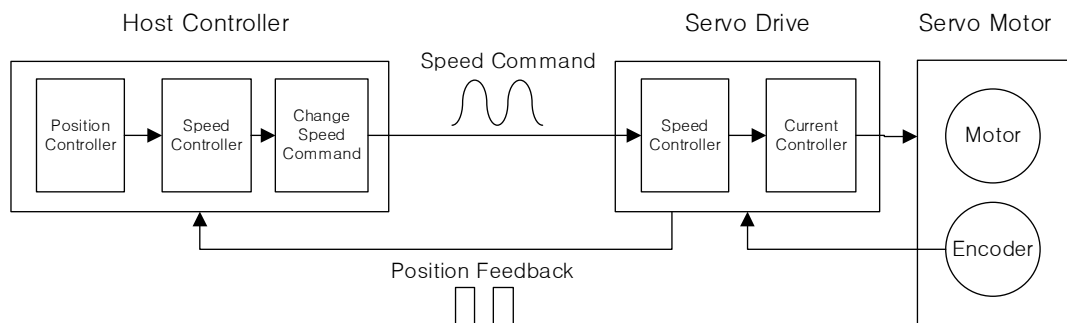 Host Controller
Servo Drive
Servo Motor
Speed Command
Position
Controller
Speed
Controller
Change
Speed
Command
Speed
Controller
Current
Controller
Motor
Encoder
Position Feedback